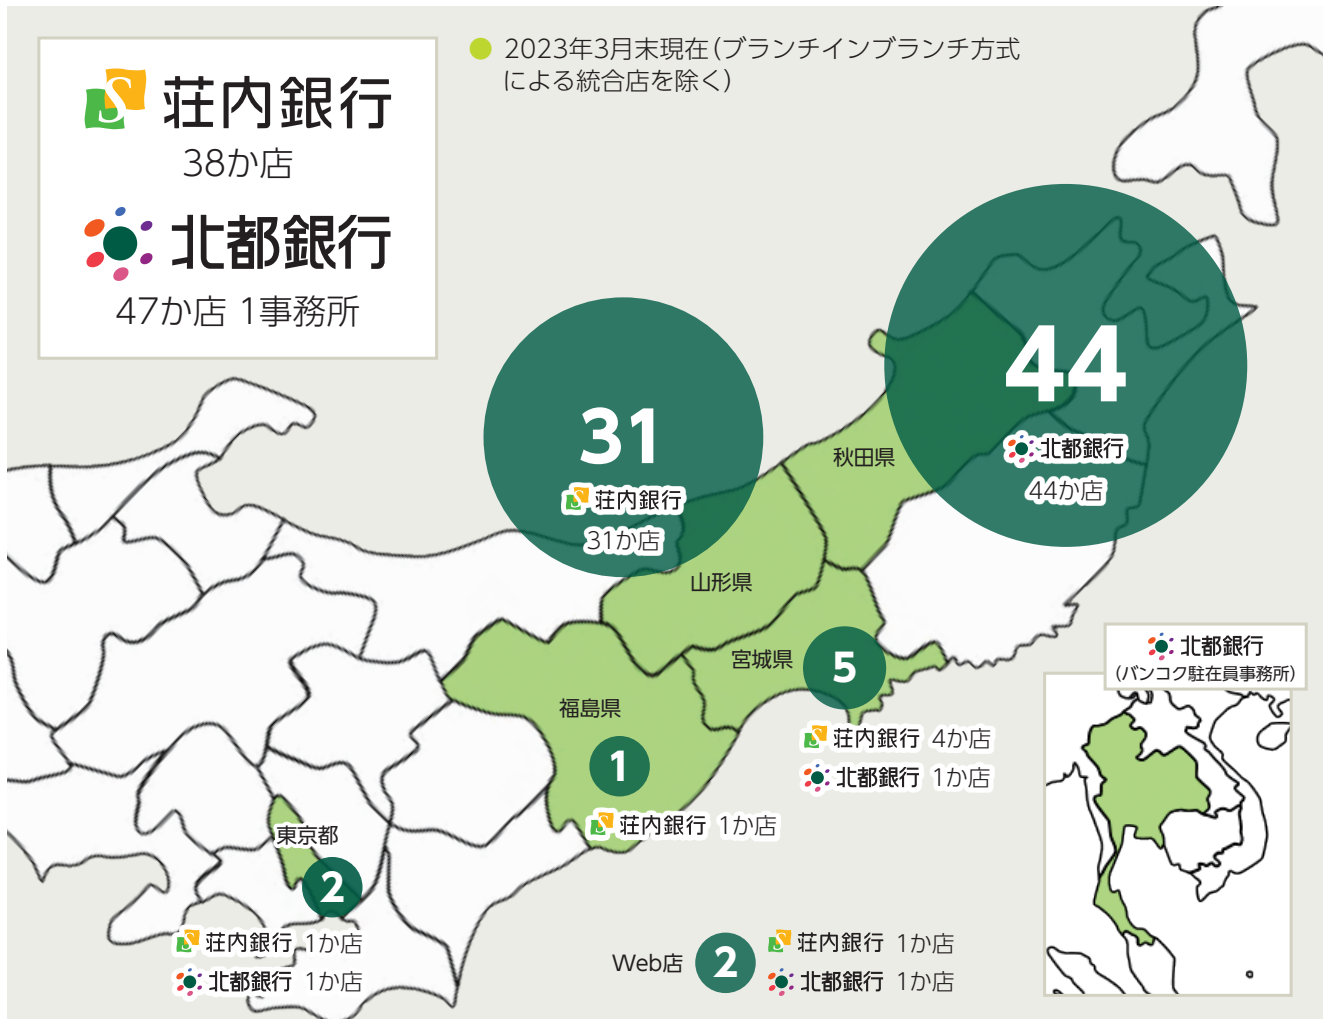 荘内銀行
38か店
北都銀行
47か店 1事務所
2023年3月末現在(ブランチインブランチ方式
による統合店を除く)
44
北都銀行
44か店
秋田県
31
荘内銀行
31か店
山形県
宮城県
5
荘内銀行 4か店
北都銀行 1か店
福島県
1
荘内銀行 1か店
東京都
2
荘内銀行 1か店
北都銀行 1か店
Web店
2
荘内銀行 1か店
北都銀行 1か店
北都銀行
(バンコク駐在員事務所)